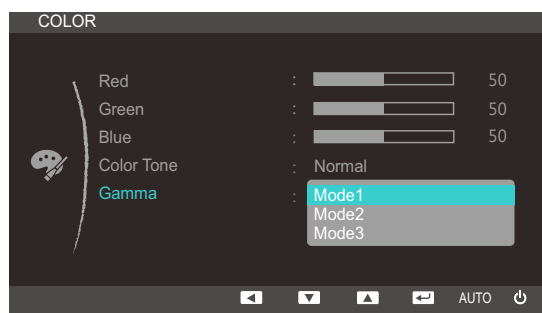 COLOR
Red : 50
Green : 50
Blue : 50
Color Tone : Normal
Gamma : Mode1
Mode2
Mode3
AUTO